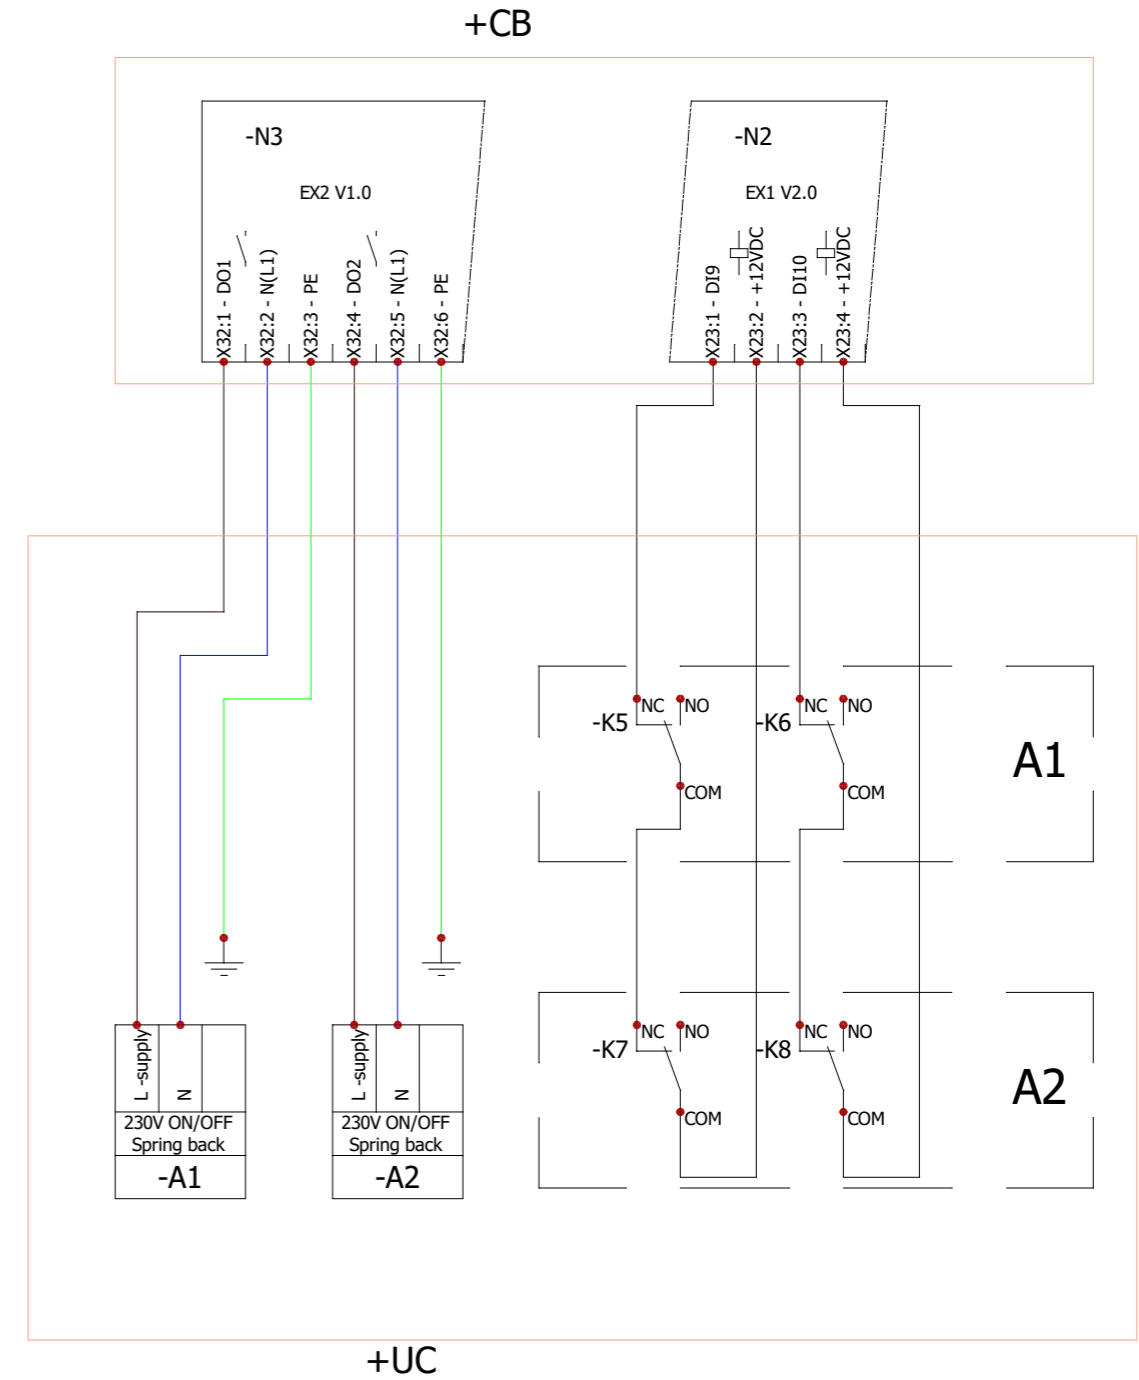 +CB
-N3
EX2 V1.0
X32:1 - DO1
X32:2 - N(L1)
X32:3 - PE
X32:4 - DO2
X32:5 - N(L1)
X32:6 - PE
-N2
EX1 V2.0
X23:1 - DI9
X23:2 - +12VDC
X23:3 - DI10
X23:4 - +12VDC
-K5
NC
NO
COM
-K6
NC
NO
COM
A1
-K7
NC
NO
COM
-K8
NC
NO
COM
A2
L -supply
N
230V ON/OFF
Spring back
-A1
L -supply
N
230V ON/OFF
Spring back
-A2
+UC